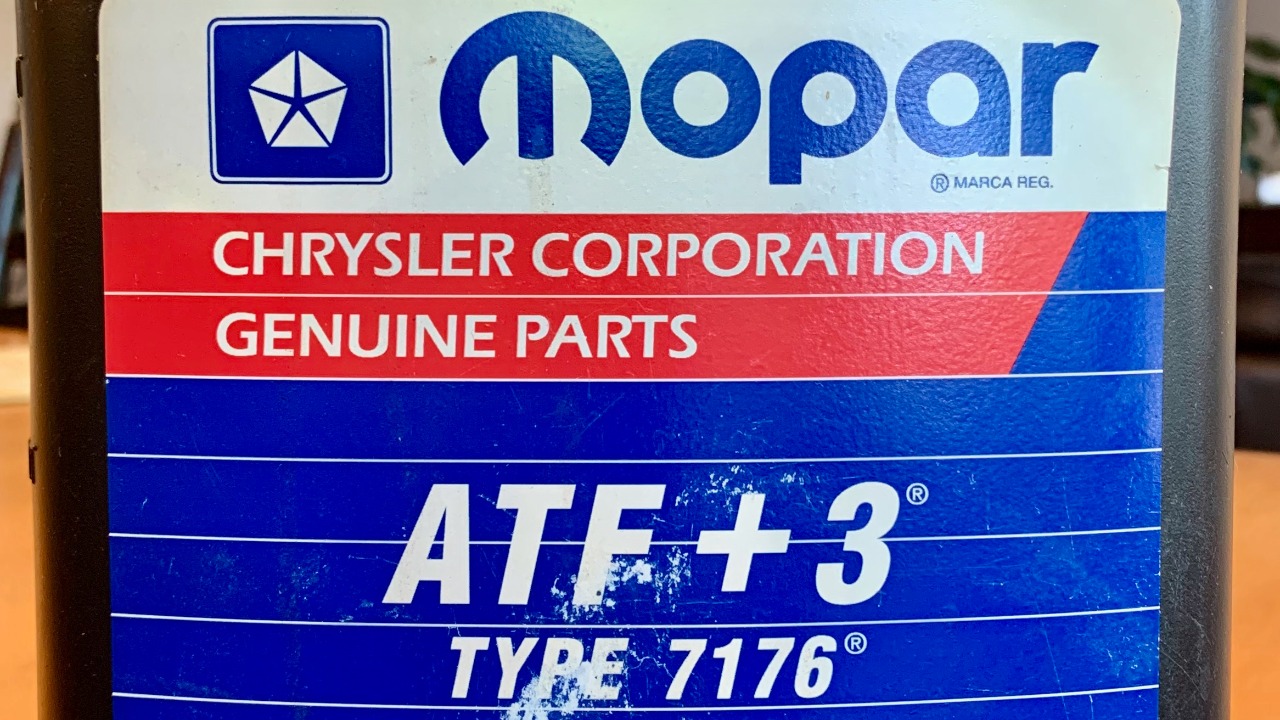 Mopar
® MARCA REG.
CHRYSLER CORPORATION
GENUINE PARTS
ATF + 3®
TYPE 7176®